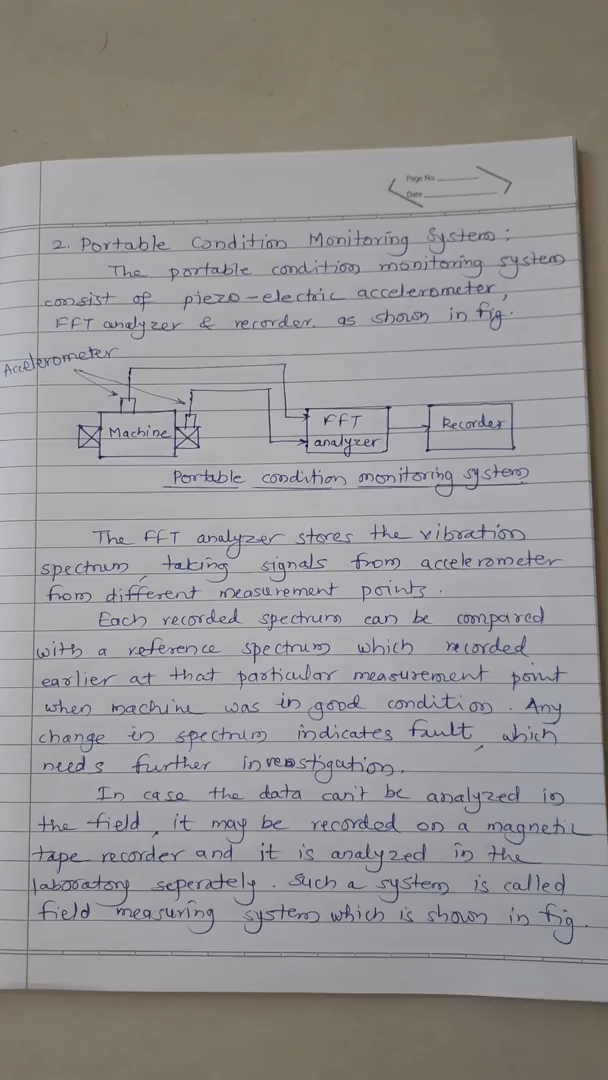 Page No.
Date
2. Portable Condition Monitoring System:
The portable condition monitoring system
consist of piezo-electric accelerometer,
FFT analyzer & recorder. as shown in fig.
Accelerometer
Machine
FFT
analyzer
Recorder
Portable condition monitoring system
The FFT analyzer stores the vibration
spectrum, taking signals from accelerometer
from different measurement points.
Each recorded spectrum can be compared
with a reference spectrum which recorded
earlier at that particular measurement point
when machine was in good condition. Any
change in spectrum indicates fault, which
needs further investigation.
In case the data can't be analyzed in
the field, it may be recorded on a magnetic
tape recorder and it is analyzed in the
laboratory seperately. Such a system is called
field measuring system which is shown in fig.